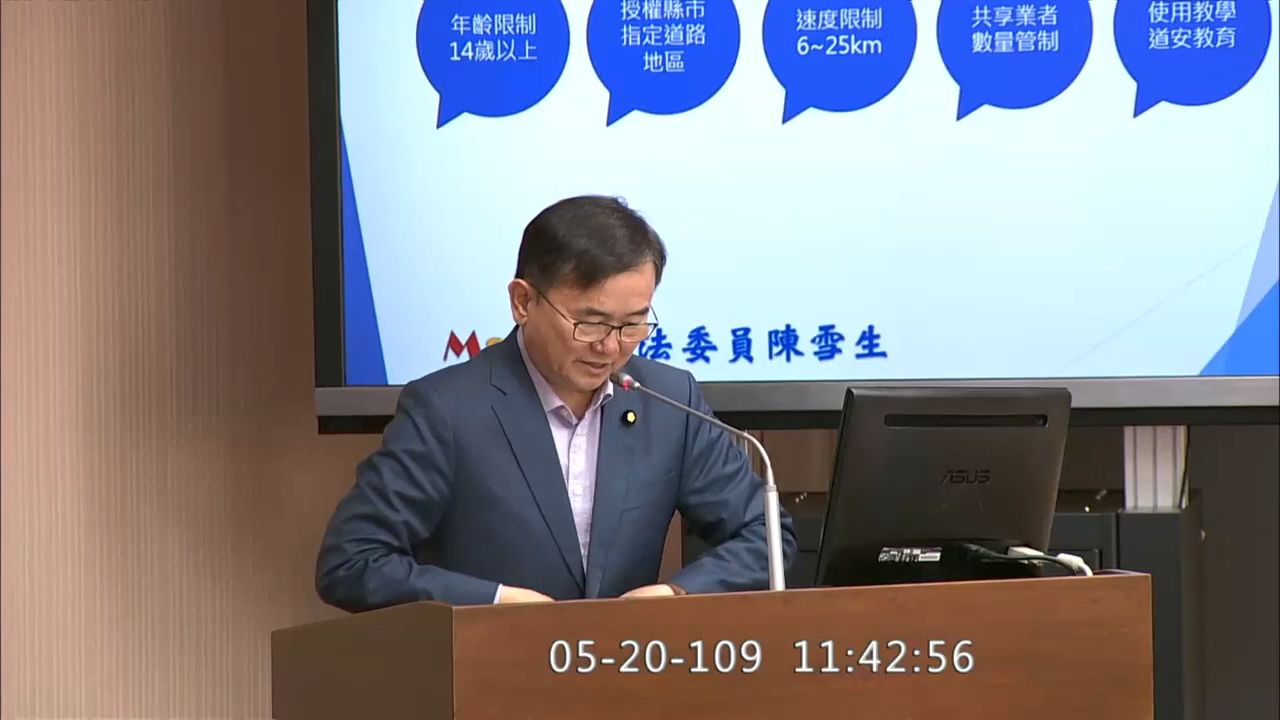 年齡限制
14歲以上
授權縣市
指定道路
地區
速度限制
6~25km
共享業者
數量管制
使用教學
道安教育
M
法委員陳雪生
ASUS
05-20-109 11:42:56